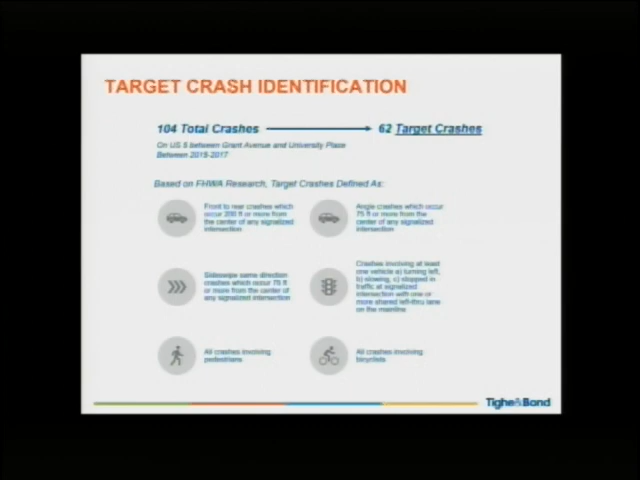 TARGET CRASH IDENTIFICATION
104 Total Crashes
62 Target Crashes
On US 5 between Grant Avenue and University Place
Between 2015-2017
Based on FHWA Research, Target Crashes Defined As:
Front to rear crashes which
occur 200 ft or more from
the center of any signalized
intersection
Angle crashes which occur
75 ft or more from the
center of any signalized
intersection
Sideswipe same direction
crashes which occur 75 ft
or more from the center of
any signalized intersection
Crashes involving at least
one vehicle a) turning left,
b) slowing, c) stopped in
traffic at signalized
intersection with one or
more shared left-thru lane
on the mainline
All crashes involving
pedestrians
All crashes involving
bicyclists
Tighe&Bond